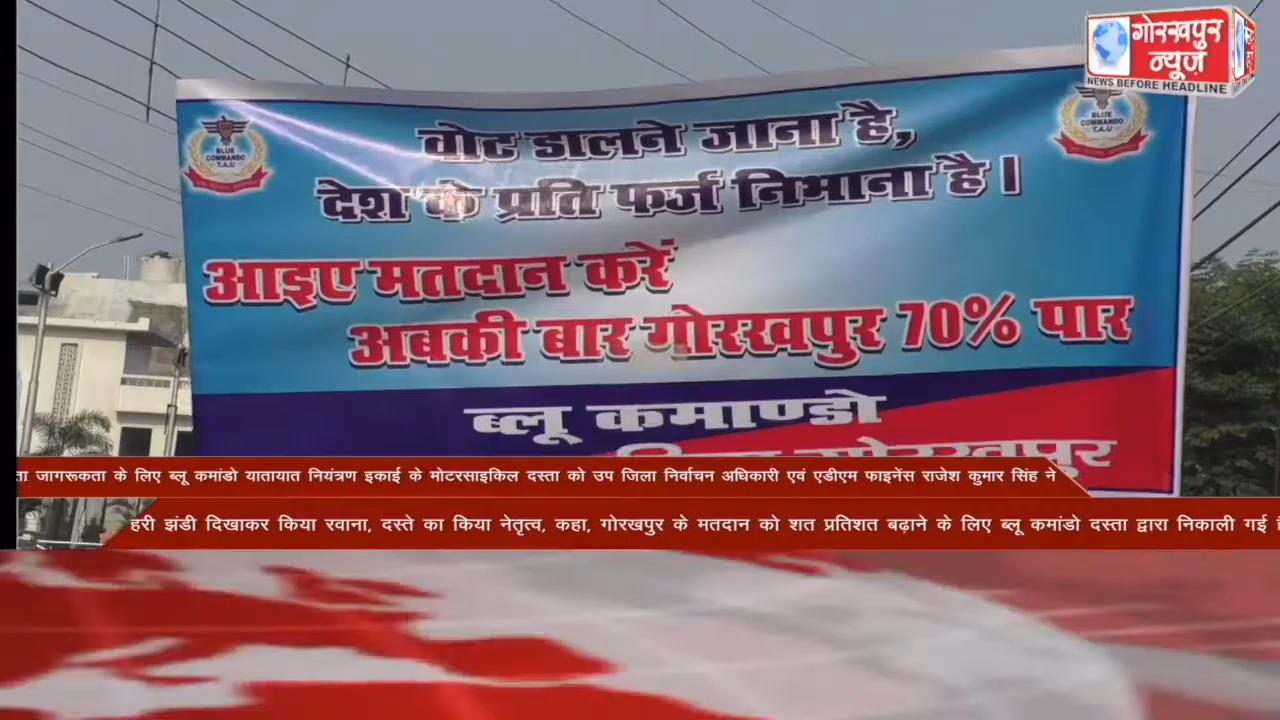 गोरखपुर
न्यूज़
NEWS BEFORE HEADLINE
BLUE
COMMANDO
T.A.U
BLUE
COMMANDO
T.A.U
वोट डालने जाना है,
देश के प्रति फर्ज निभाना है।
आइए मतदान करें
अबकी बार गोरखपुर 70% पार
ब्लू कमाण्डो
गोरखपुर
जागरूकता के लिए ब्लू कमांडो यातायात नियंत्रण इकाई के मोटरसाइकिल दस्ता को उप जिला निर्वाचन अधिकारी एवं एडीएम फाइनेंस राजेश कुमार सिंह ने
हरी झंडी दिखाकर किया रवाना, दस्ते का किया नेतृत्व, कहा, गोरखपुर के मतदान को शत प्रतिशत बढ़ाने के लिए ब्लू कमांडो दस्ता द्वारा निकाली गई